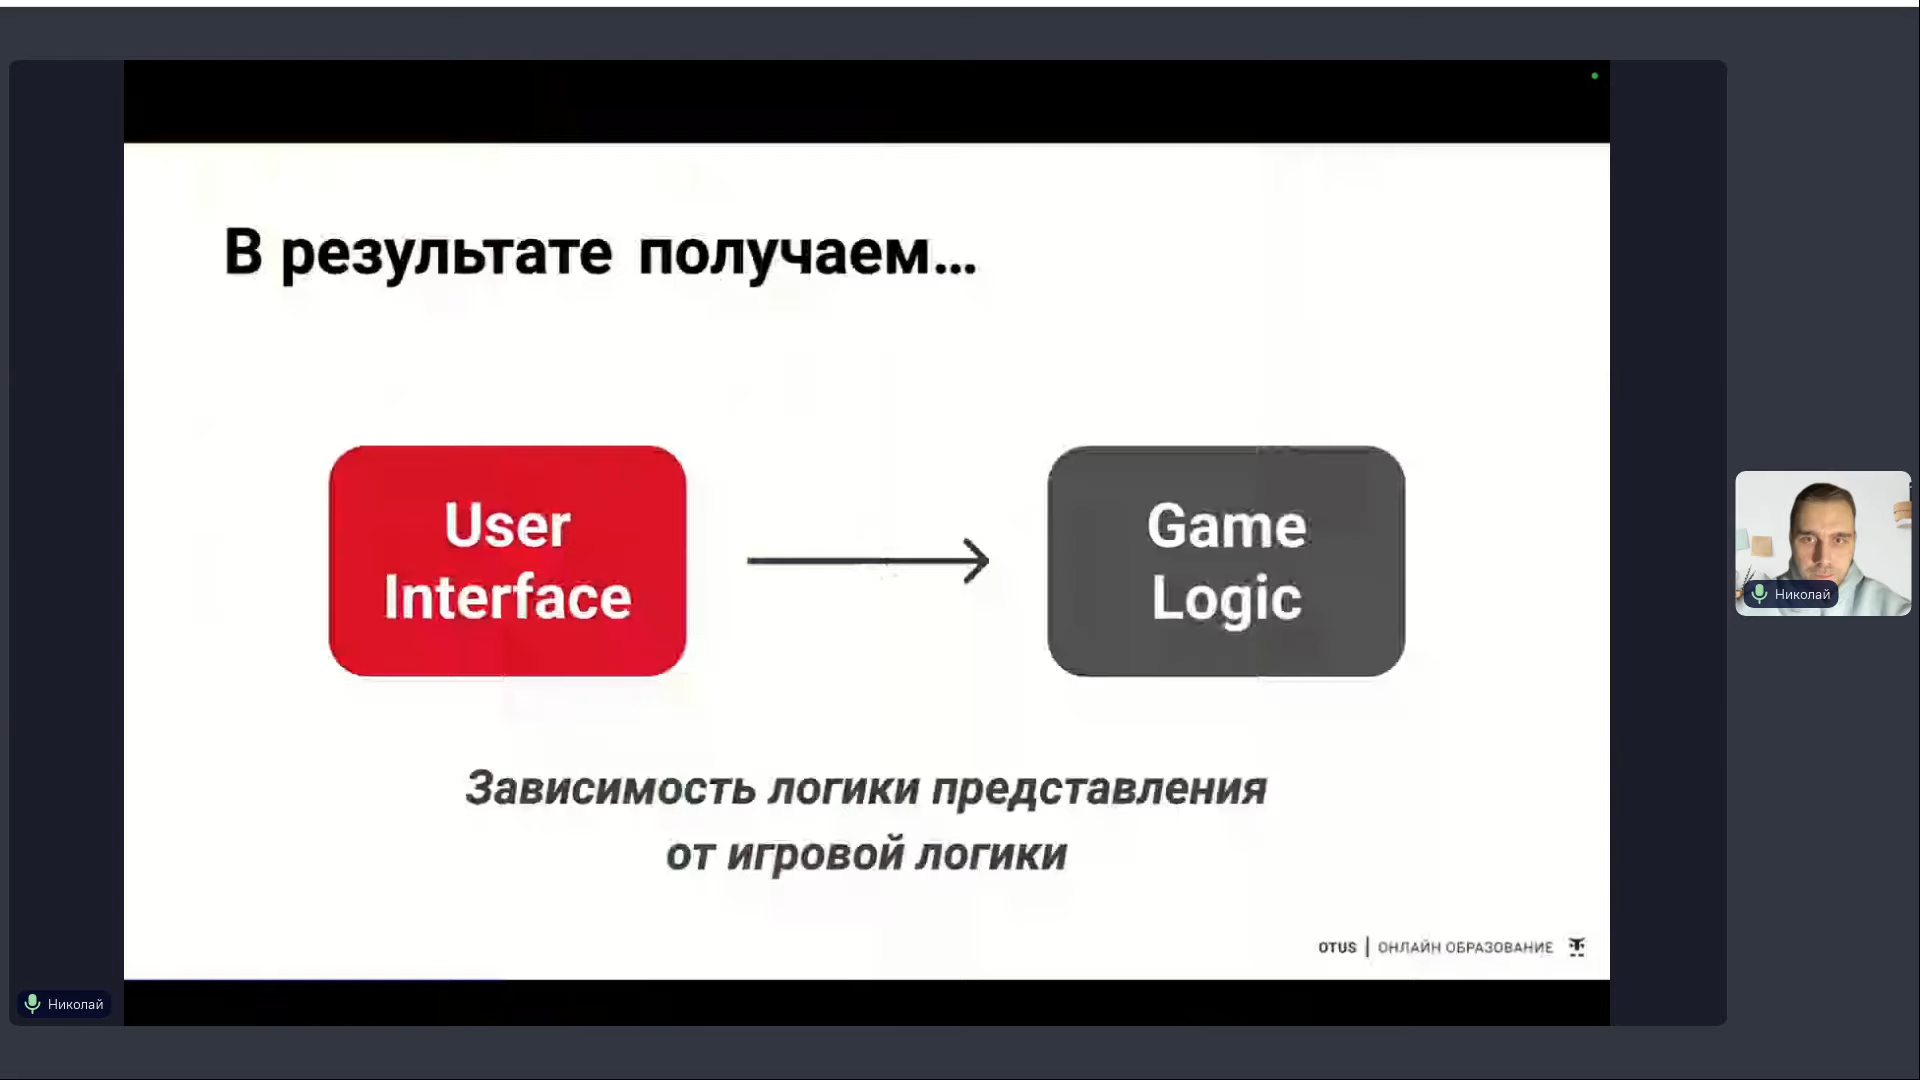 В результате получаем...
User
Interface
Game
Logic
Зависимость логики представления
от игровой логики
OTUS | ОНЛАЙН ОБРАЗОВАНИЕ
Николай
Николай